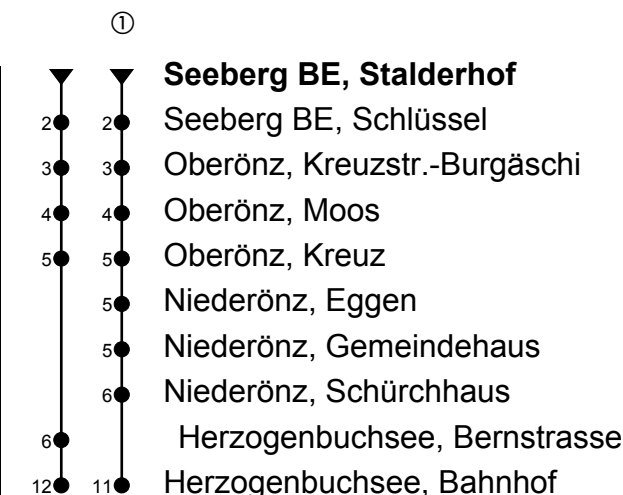 ①
Seeberg BE, Stalderhof
2 2 Seeberg BE, Schlüssel
3 3 Oberönz, Kreuzstr.-Burgäschi
4 4 Oberönz, Moos
5 5 Oberönz, Kreuz
5 Niederönz, Eggen
5 Niederönz, Gemeindehaus
6 Niederönz, Schürchhaus
6 Herzogenbuchsee, Bernstrasse
12 11 Herzogenbuchsee, Bahnhof